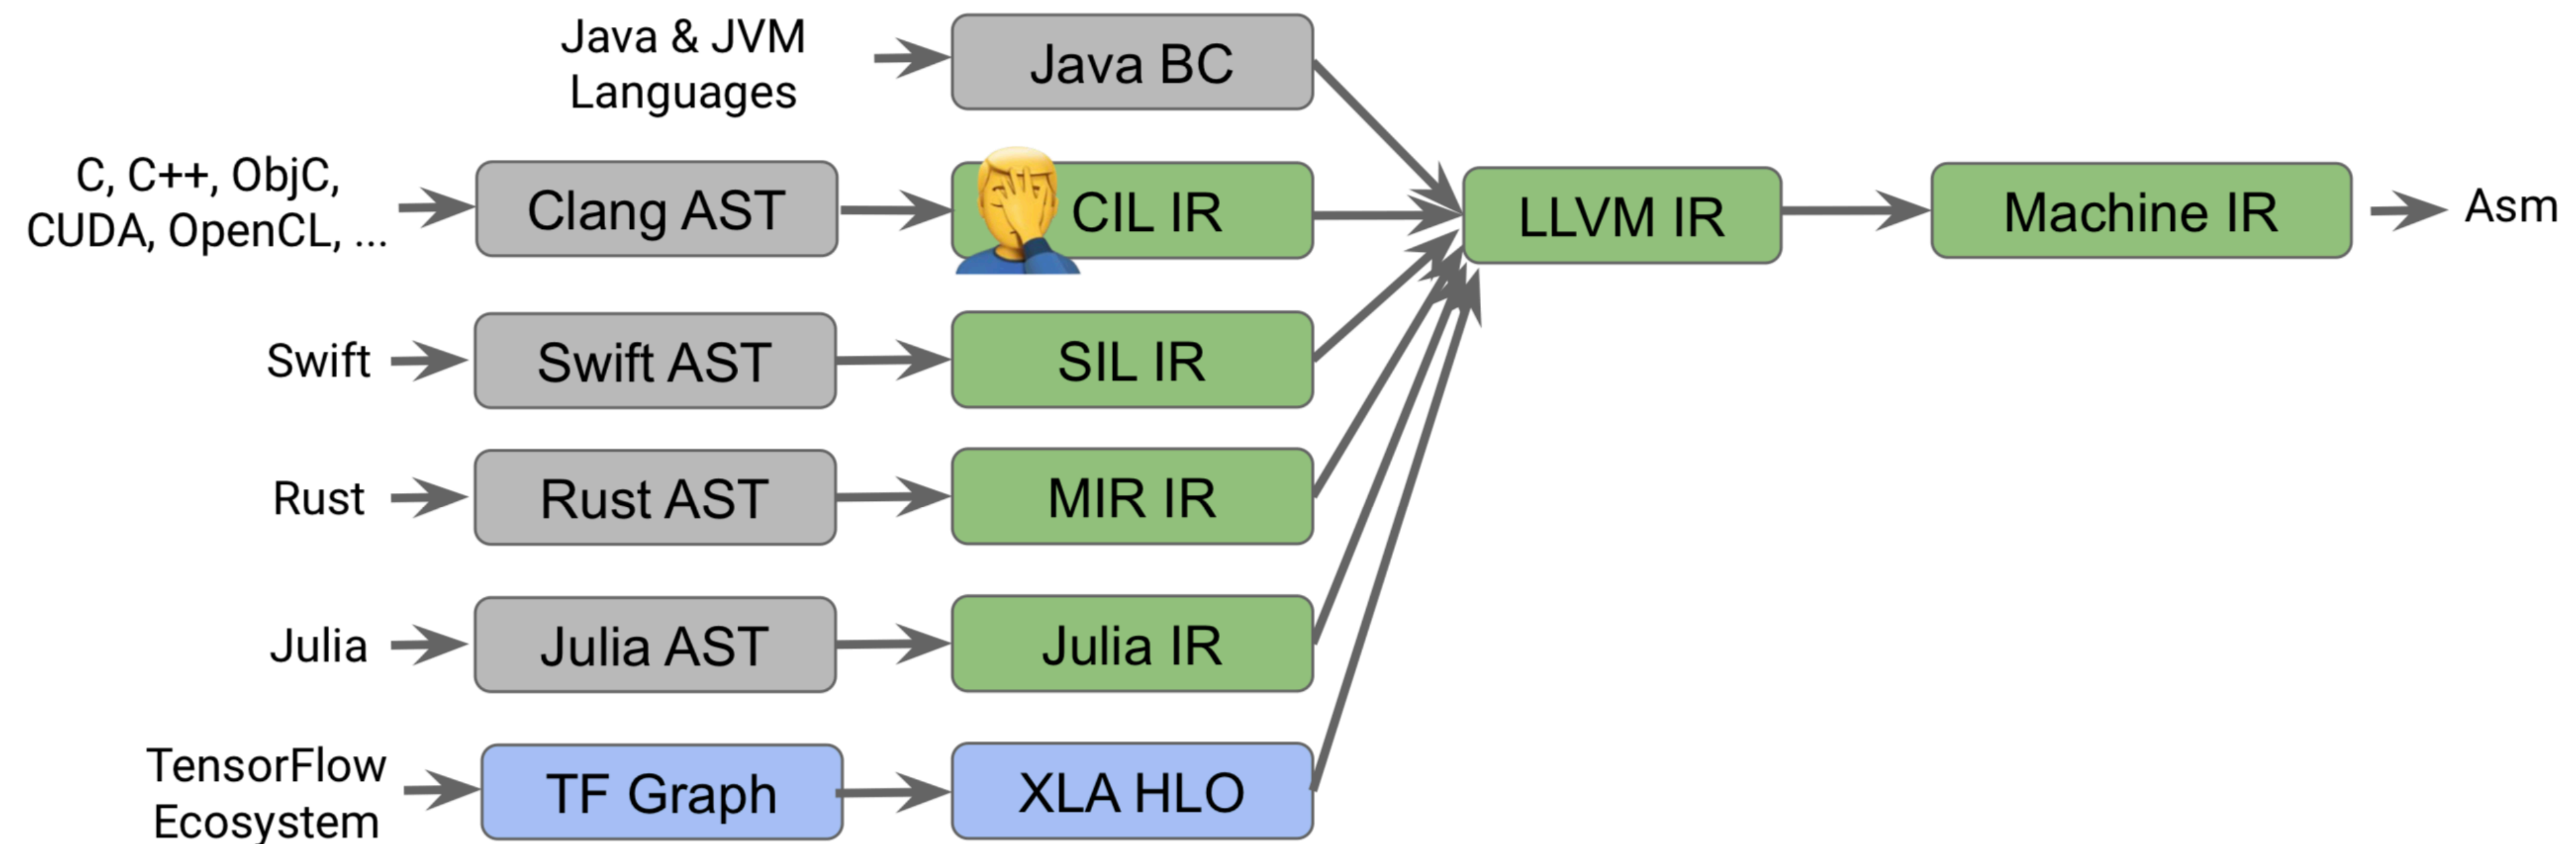 Java & JVM
Languages
Java BC
C, C++, ObjC,
CUDA, OpenCL, ...
Clang AST
CIL IR
LLVM IR
Machine IR
Asm
Swift
Swift AST
SIL IR
Rust
Rust AST
MIR IR
Julia
Julia AST
Julia IR
TensorFlow
Ecosystem
TF Graph
XLA HLO